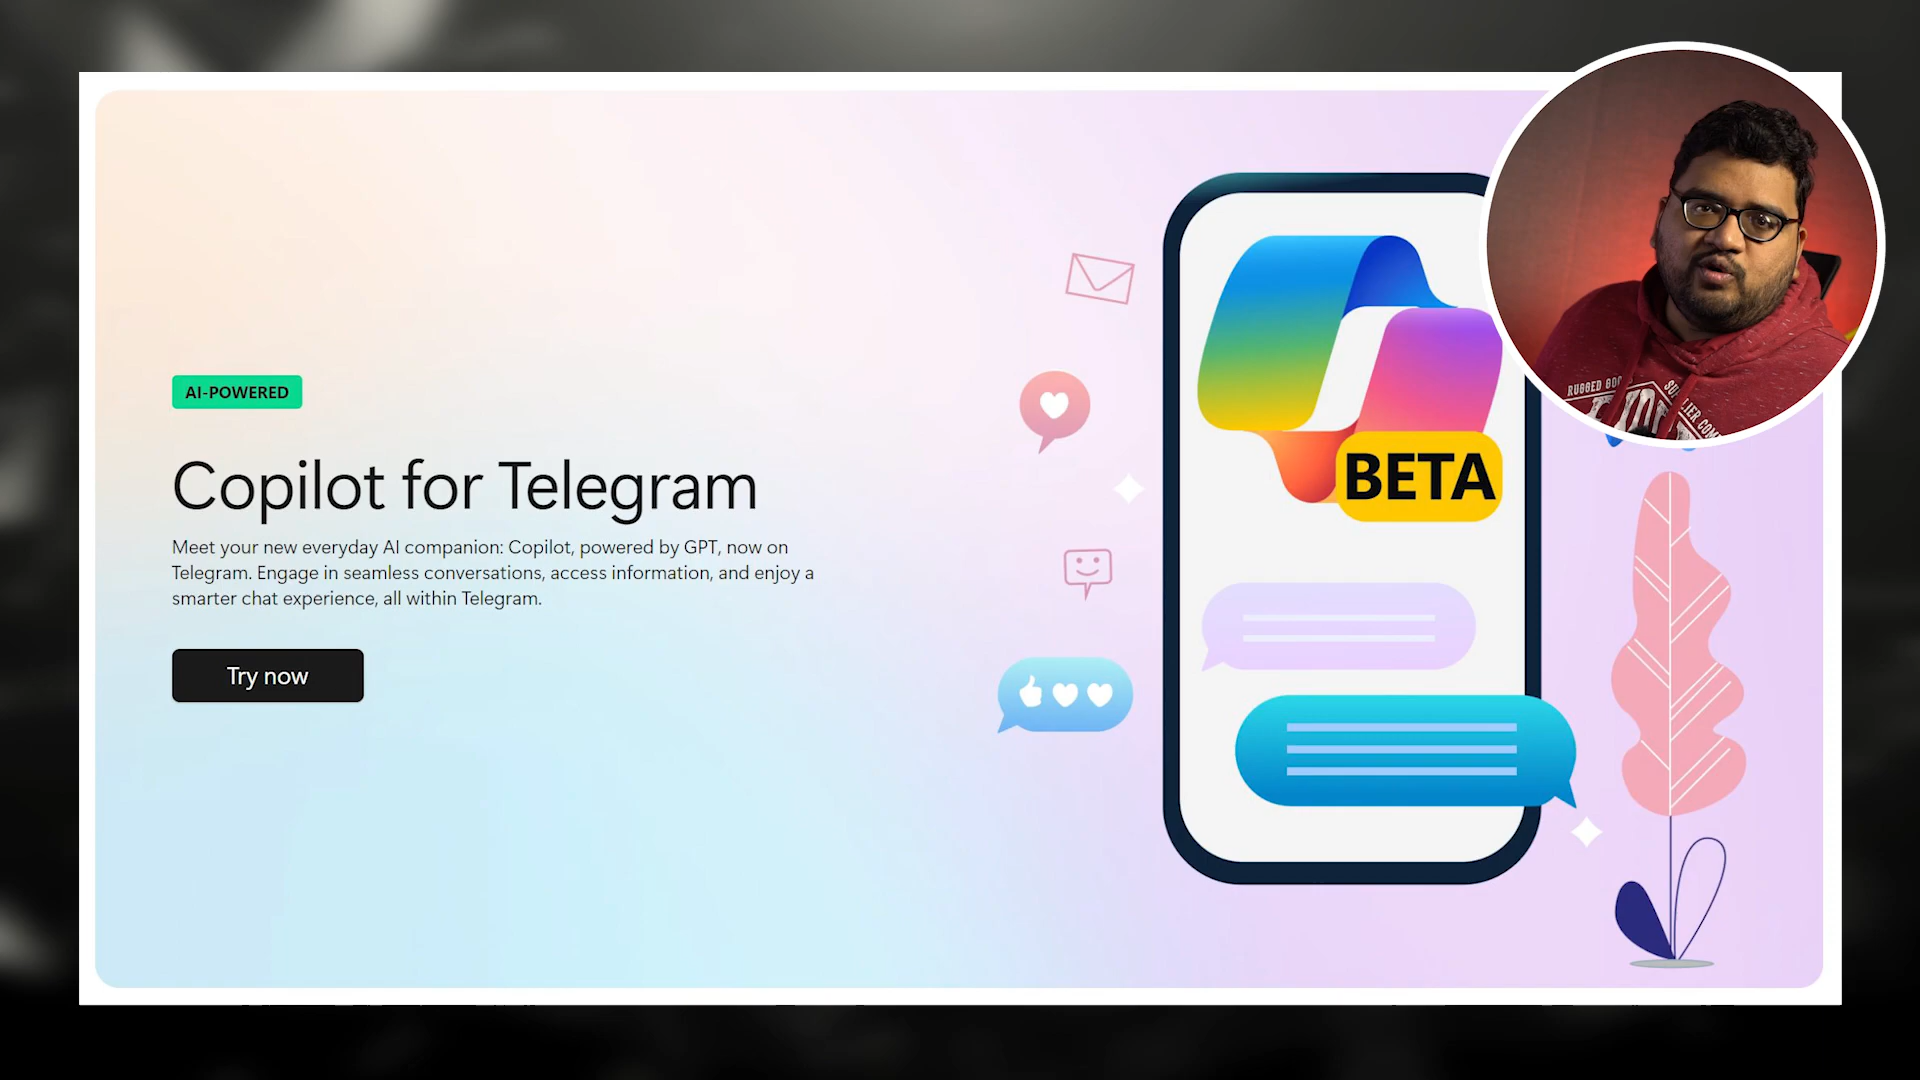 AI-POWERED
Copilot for Telegram
Meet your new everyday AI companion: Copilot, powered by GPT, now on
Telegram. Engage in seamless conversations, access information, and enjoy a
smarter chat experience, all within Telegram.
Try now
BETA
RUGGED